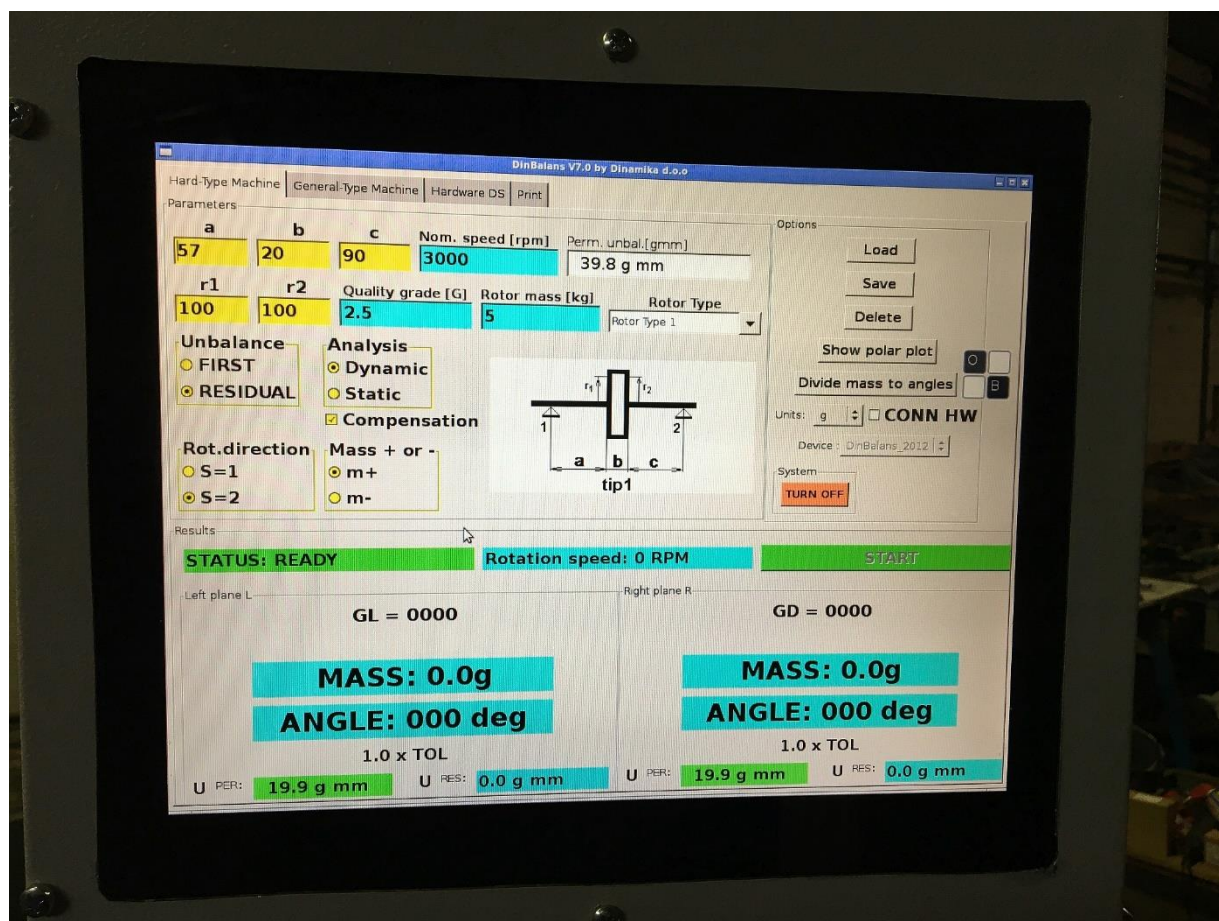 DinBalans V7.0 by Dinamika d.o.o
Hard-Type Machine General-Type Machine Hardware DS Print
Parameters
a b c Nom. speed [rpm] Perm. unbal.[gmm]
57 20 90 3000 39.8 g mm
r1 r2 Quality grade [G] Rotor mass [kg] Rotor Type
100 100 2.5 5 Rotor Type 1
Unbalance
FIRST
RESIDUAL
Analysis
Dynamic
Static
Compensation
Rot.direction
S=1
S=2
Mass + or -
m+
m-
r1 r2
1 2
a b c
tip1
Options
Load
Save
Delete
Show polar plot
O
Divide mass to angles
B
Units: g CONN HW
Device : DinBalans_2012
System
TURN OFF
Results
STATUS: READY Rotation speed: 0 RPM START
Left plane L
GL = 0000
MASS: 0.0g
ANGLE: 000 deg
1.0 x TOL
U PER: 19.9 g mm U RES: 0.0 g mm
Right plane R
GD = 0000
MASS: 0.0g
ANGLE: 000 deg
1.0 x TOL
U PER: 19.9 g mm U RES: 0.0 g mm